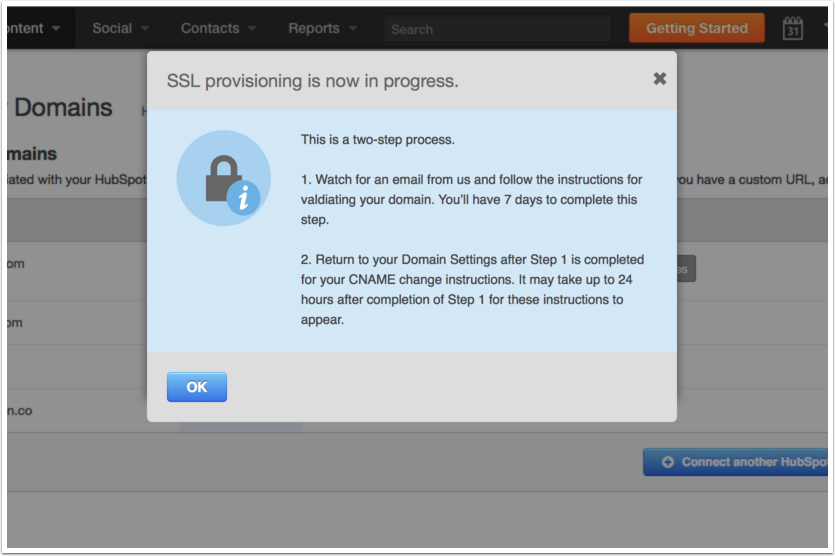 ontent Social Contacts Reports Search Getting Started 31
SSL provisioning is now in progress.
Domains
This is a two-step process.
mains
iated with your HubSpot
1. Watch for an email from us and follow the instructions for
valdiating your domain. You'll have 7 days to complete this
step.
you have a custom URL, ac
2. Return to your Domain Settings after Step 1 is completed
for your CNAME change instructions. It may take up to 24
hours after completion of Step 1 for these instructions to
appear.
om
es
om
OK
n.co
Connect another HubSpot